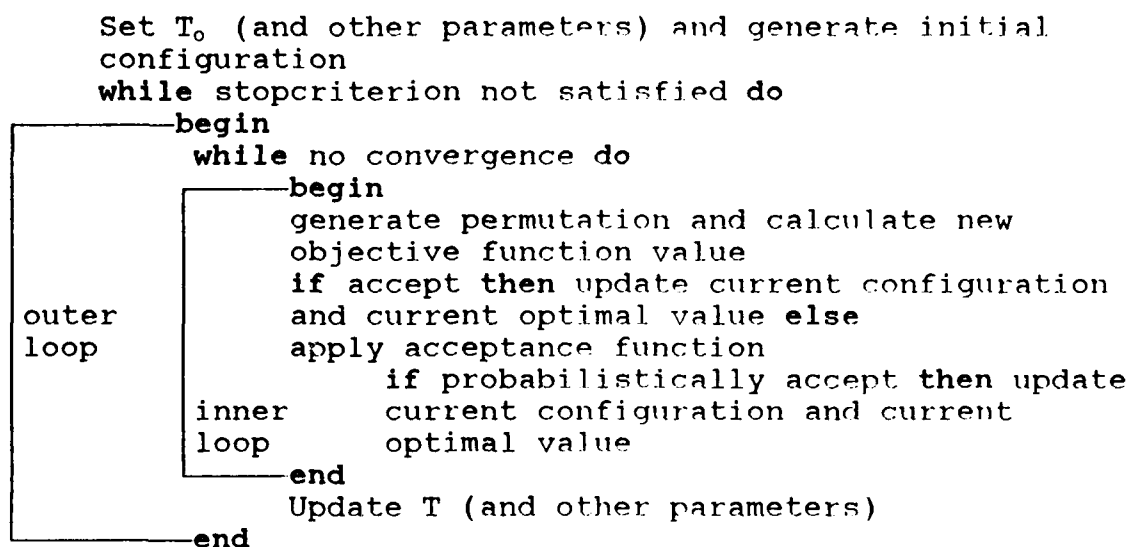 Set To (and other parameters) and generate initial
configuration
while stopcriterion not satisfied do
begin
while no convergence do
begin
generate permutation and calculate new
objective function value
if accept then update current configuration
outer and current optimal value else
loop apply acceptance function
if probabilistically accept then update
inner current configuration and current
loop optimal value
end
Update T (and other parameters)
end